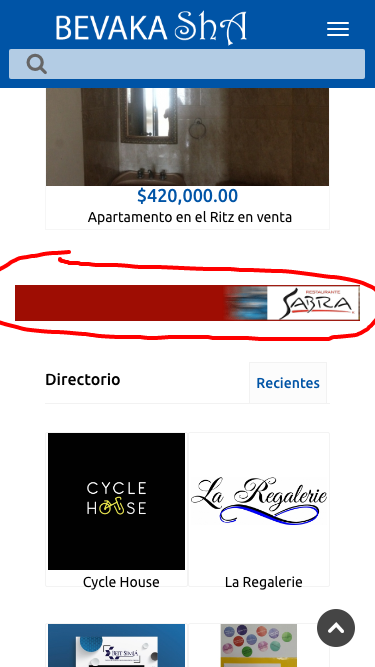 BEVAKA ShA
$420,000.00
Apartamento en el Ritz en venta
RESTAURANTE
SABRA
Directorio
Recientes
CYCLE
HOUSE
La Regalerie
Cycle House
La Regalerie